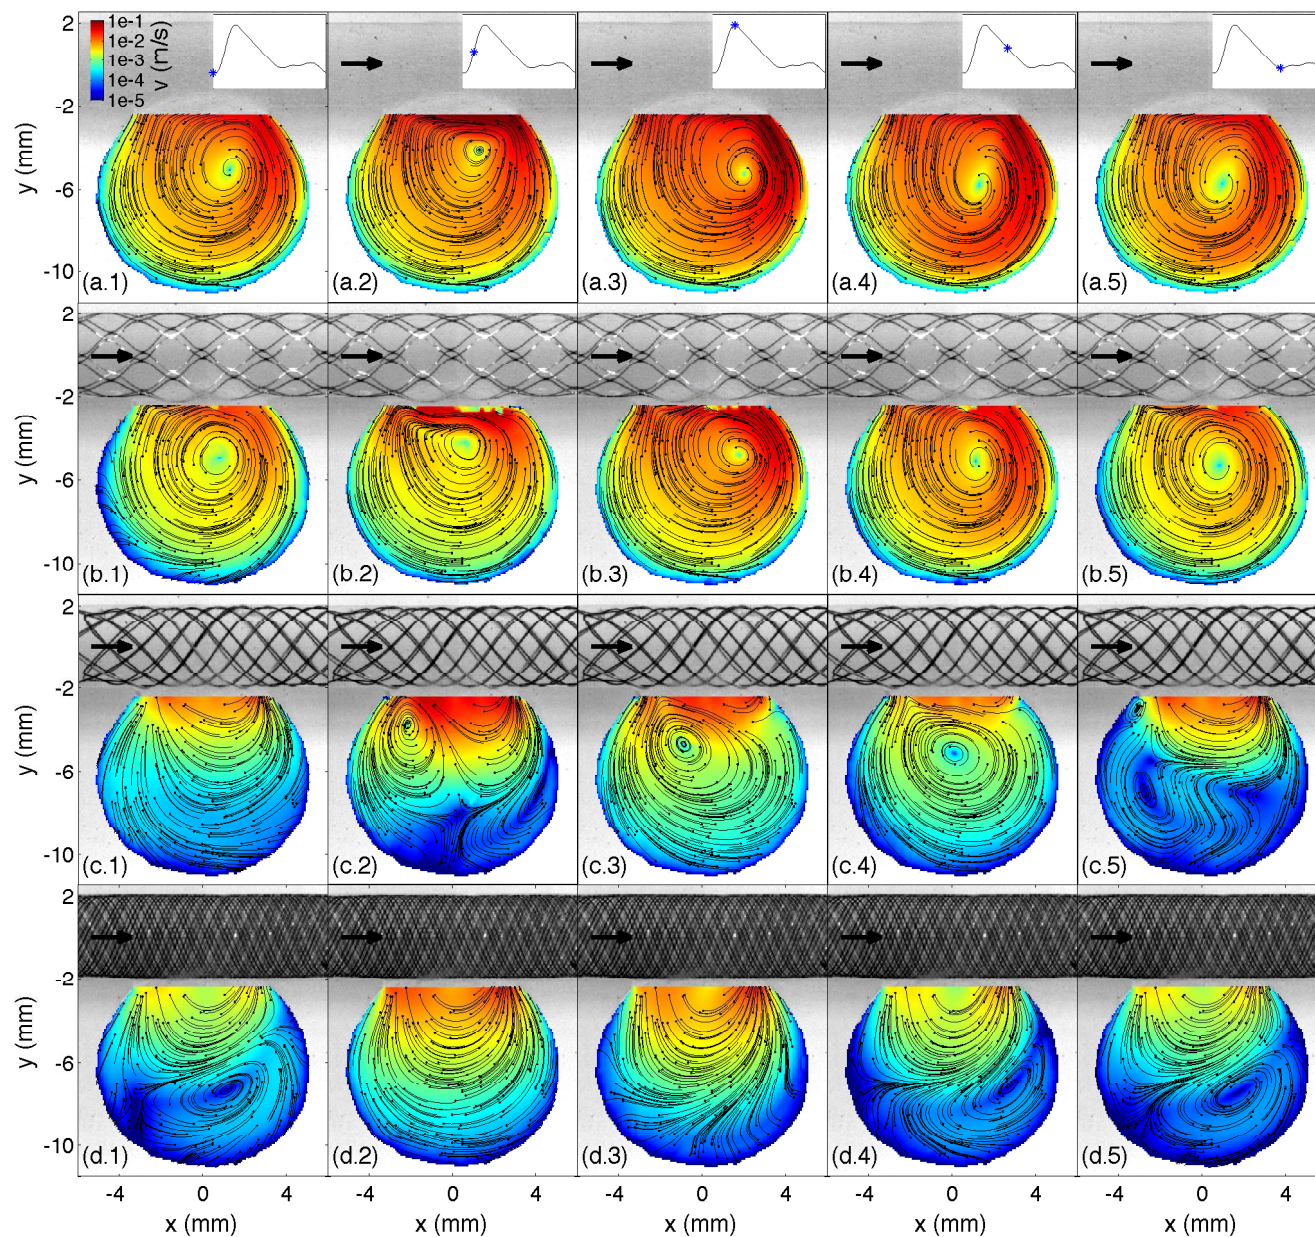 2
-2
-6
-10
y (mm)
1e-1
1e-2
1e-3
1e-4
1e-5
v (m/s)
(a.1)
(a.2)
(a.3)
(a.4)
(a.5)
2
-2
-6
-10
y (mm)
(b.1)
(b.2)
(b.3)
(b.4)
(b.5)
2
-2
-6
-10
y (mm)
(c.1)
(c.2)
(c.3)
(c.4)
(c.5)
2
-2
-6
-10
y (mm)
(d.1)
(d.2)
(d.3)
(d.4)
(d.5)
-4 0 4
-4 0 4
-4 0 4
-4 0 4
-4 0 4
x (mm)
x (mm)
x (mm)
x (mm)
x (mm)